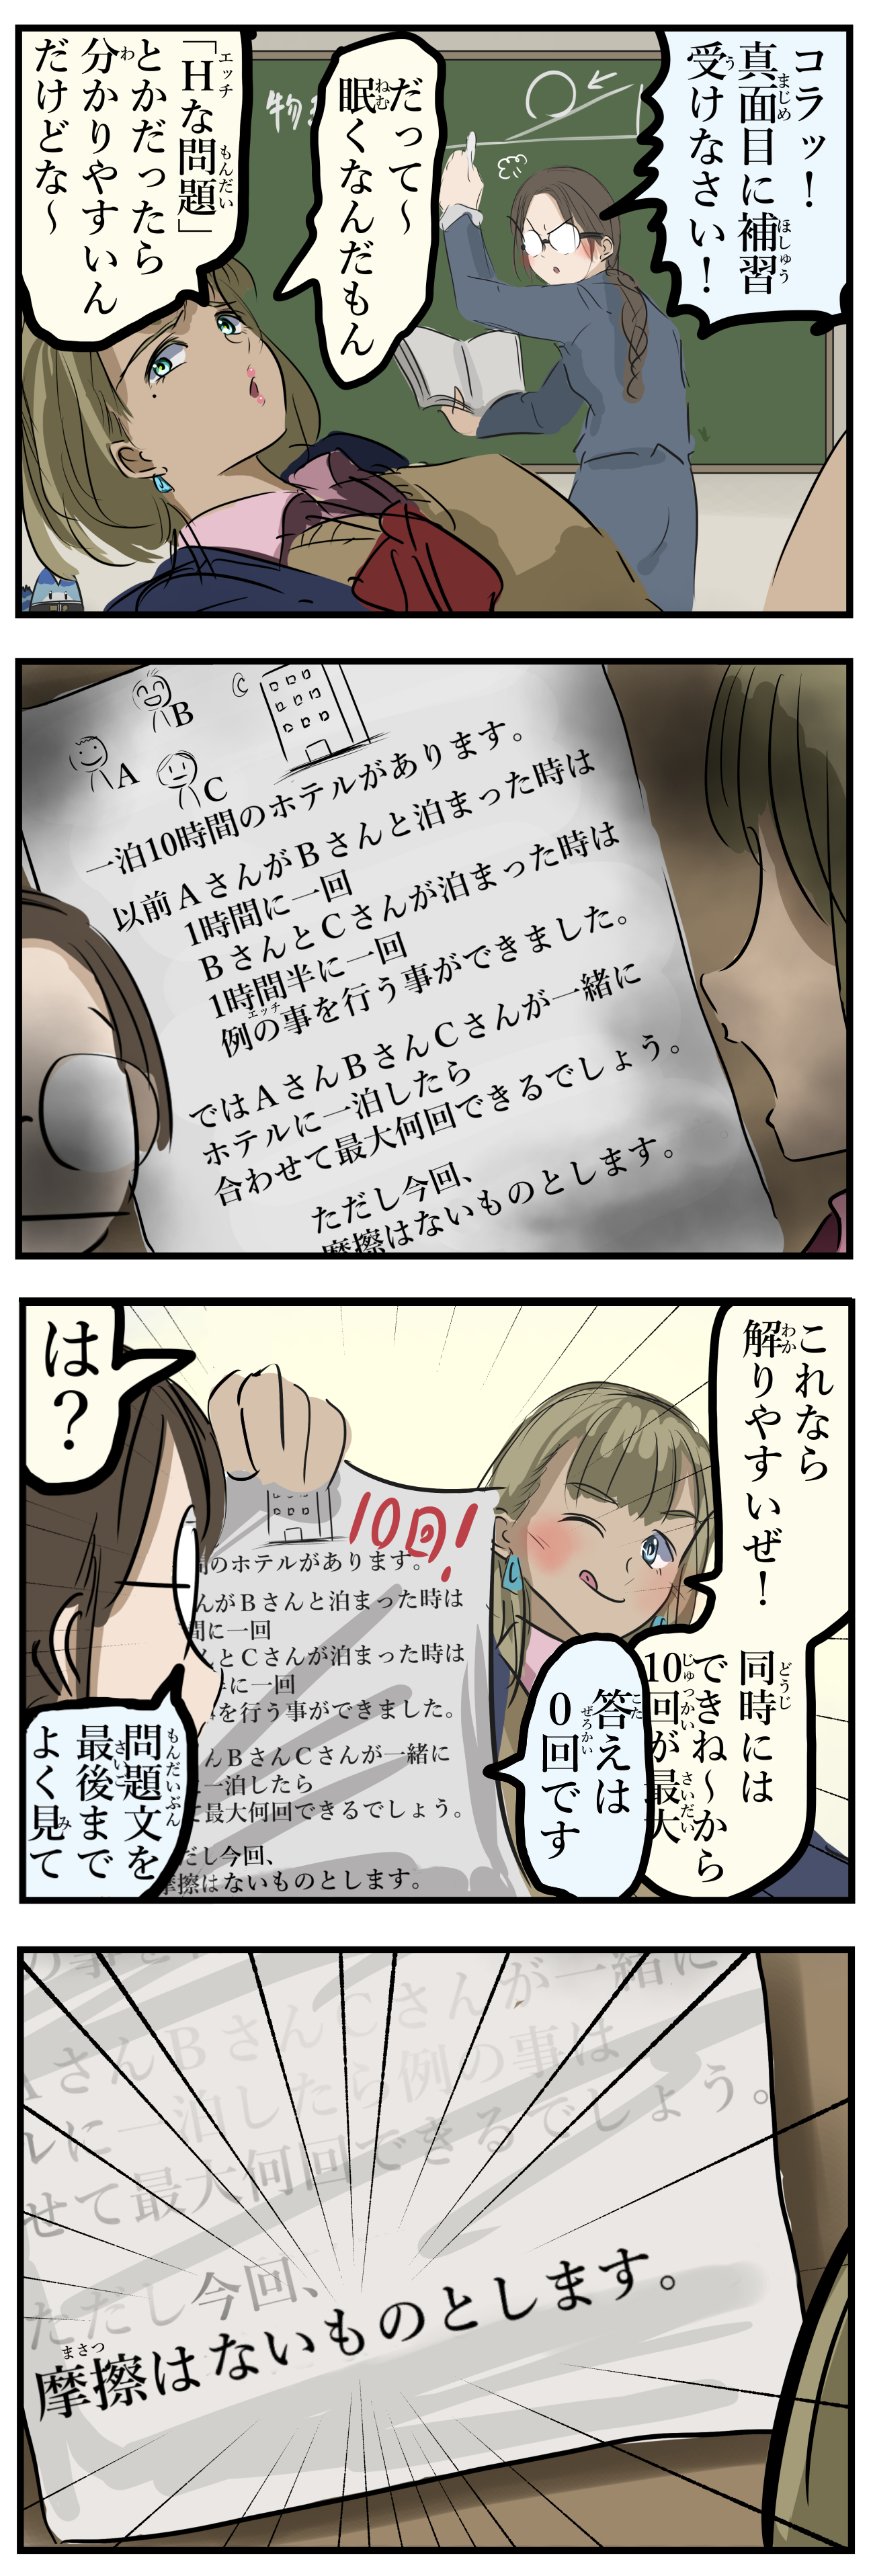 コラッ!
真面目に補習
受けなさい!
だって～
眠くなんだもん
「Hな問題」
とかだったら
分かりやすいん
だけどな～
B
A
C
一泊10時間のホテルがあります。
以前AさんがBさんと泊まった時は
1時間に一回
BさんとCさんが泊まった時は
1時間半に一回
例の事を行う事ができました。
ではAさんBさんCさんが一緒に
ホテルに一泊したら
合わせて最大何回できるでしょう。
ただし今回、
摩擦はないものとします。
これなら
解りやすいぜ!
同時には
できね～から
10回が最大
は?
10回!
間のホテルがあります。
んがBさんと泊まった時は
間に一回
んとCさんが泊まった時は
半に一回
を行う事ができました。
んBさんCさんが一緒に
一泊したら
て最大何回できるでしょう。
だし今回、
摩擦はないものとします。
答えは
0回です
問題文を
最後まで
よく見て
の事を
AさんBさんCさんが一緒に
ルに一泊したら例の事は
せて最大何回できるでしょう。
ただし今回、
摩擦はないものとします。